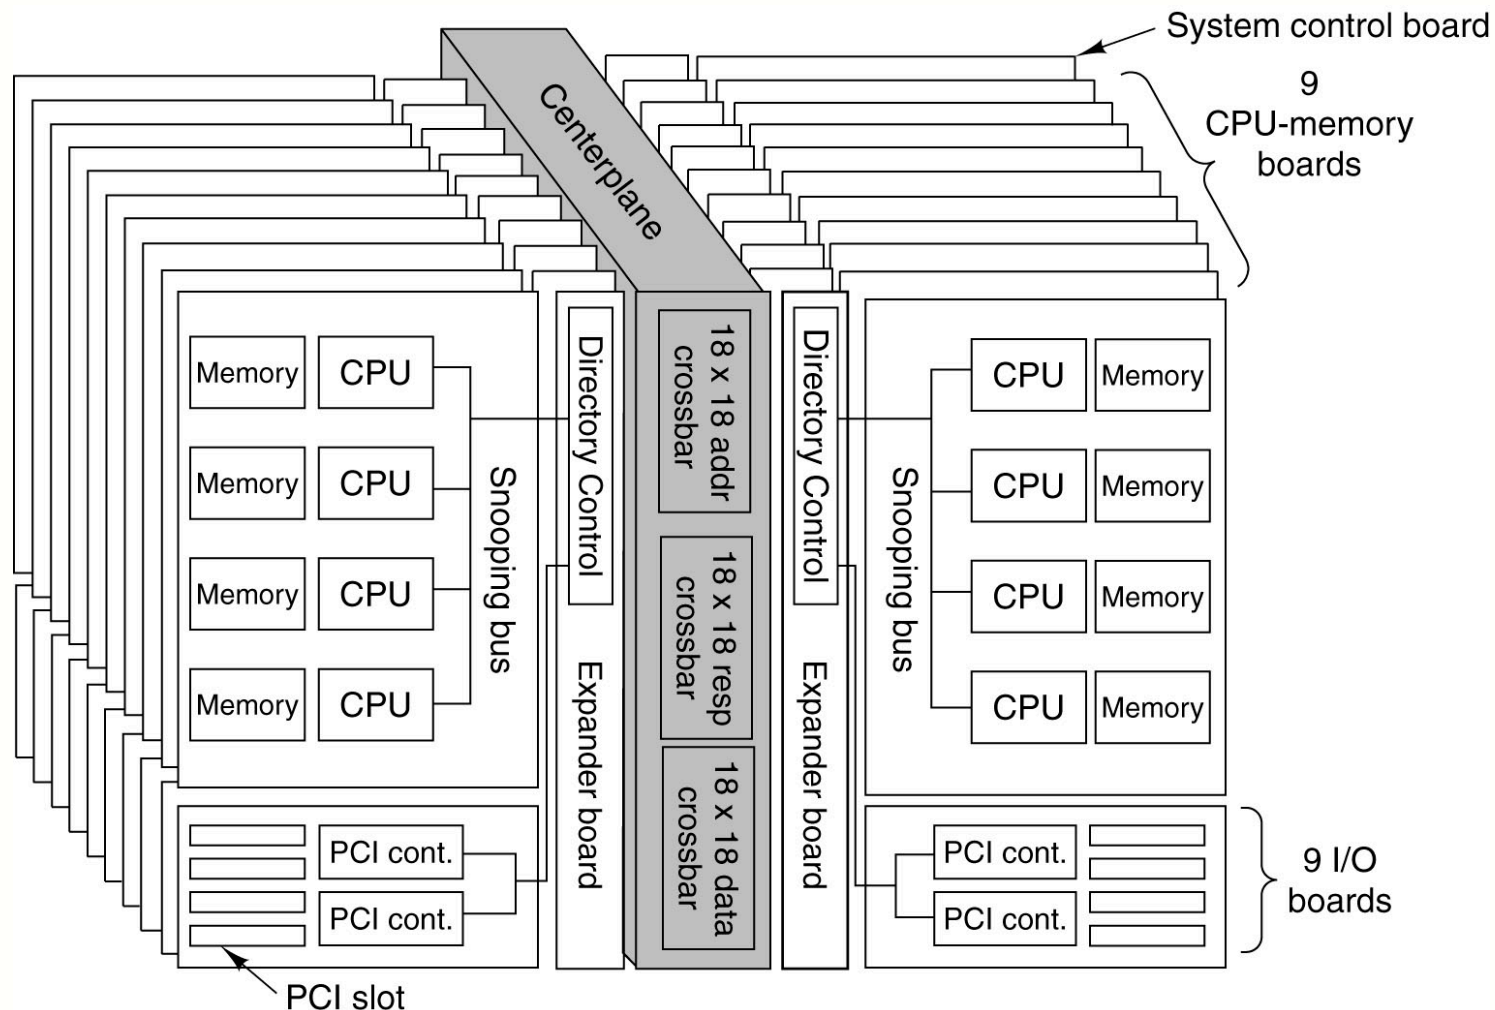 System control board
9
CPU-memory
boards
Centerplane
Memory
CPU
Memory
CPU
Memory
CPU
Memory
CPU
Snooping bus
Directory Control
Expander board
18 x 18 addr
crossbar
18 x 18 resp
crossbar
18 x 18 data
crossbar
Directory Control
Expander board
Snooping bus
CPU
Memory
CPU
Memory
CPU
Memory
CPU
Memory
PCI cont.
PCI cont.
PCI slot
PCI cont.
PCI cont.
9 I/O
boards